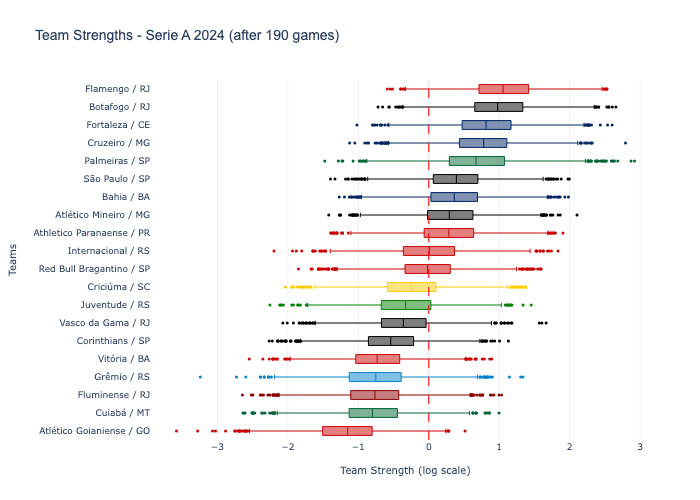 Team Strengths - Serie A 2024 (after 190 games)
Flamengo / RJ
Botafogo / RJ
Fortaleza / CE
Cruzeiro / MG
Palmeiras / SP
São Paulo / SP
Bahia / BA
Atlético Mineiro / MG
Athletico Paranaense / PR
Internacional / RS
Red Bull Bragantino / SP
Criciúma / SC
Juventude / RS
Vasco da Gama / RJ
Corinthians / SP
Vitória / BA
Grêmio / RS
Fluminense / RJ
Cuiabá / MT
Atlético Goianiense / GO
Teams
−3 −2 −1 0 1 2 3
Team Strength (log scale)